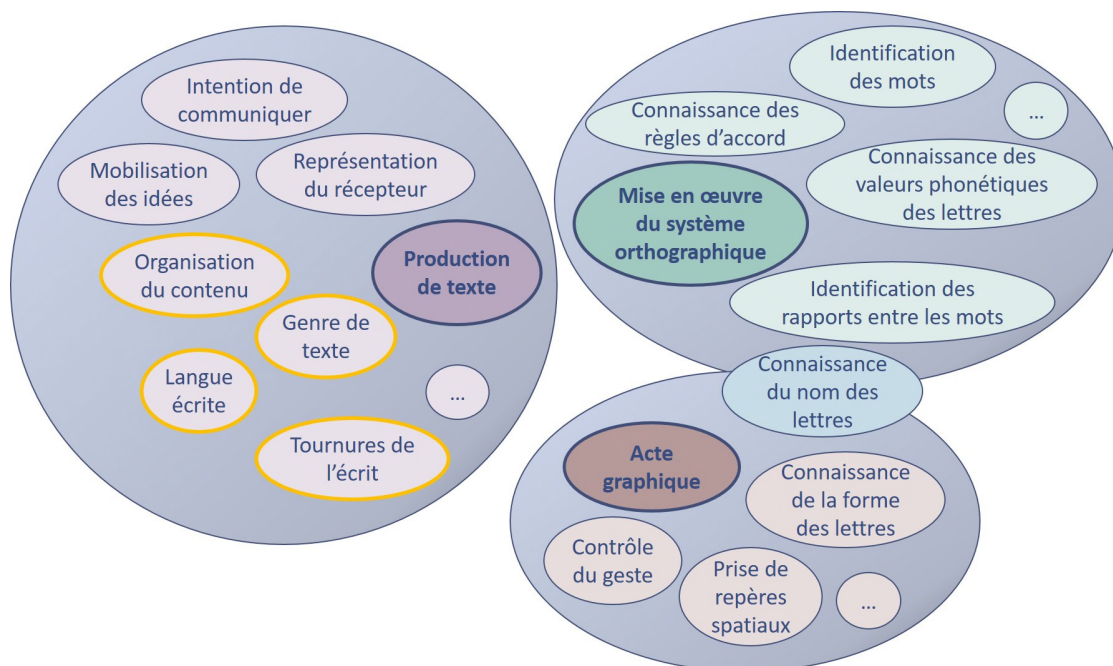 Intention de
communiquer
Mobilisation
des idées
Représentation
du récepteur
Organisation
du contenu
Production
de texte
Genre de
texte
Langue
écrite
...
Tournures de
l'écrit
Identification
des mots
...
Connaissance des
règles d'accord
Connaissance des
valeurs phonétiques
des lettres
Mise en œuvre
du système
orthographique
Identification des
rapports entre les mots
Connaissance
du nom des
lettres
Acte
graphique
Connaissance
de la forme
des lettres
Contrôle
du geste
Prise de
repères
spatiaux
...